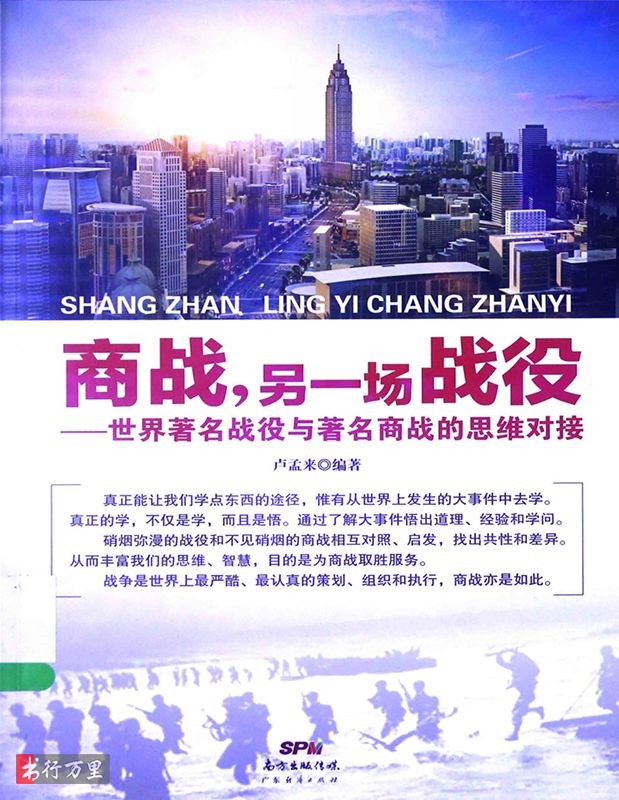 SHANG ZHAN LING YI CHANG ZHANYI
商战,另一场战役
——世界著名战役与著名商战的思维对接
卢孟来◎编著
真正能让我们学点东西的途径，惟有从世界上发生的大事件中去学。
真正的学，不仅是学，而且是悟。通过了解大事件悟出道理、经验和学问。
硝烟弥漫的战役和不见硝烟的商战相互对照、启发，找出共性和差异。
从而丰富我们的思维、智慧，目的是为商战取胜服务。
战争是世界上最严酷、最认真的策划、组织和执行，商战亦是如此。
SPM
南方出版传媒
广东经济出版社
书行万里